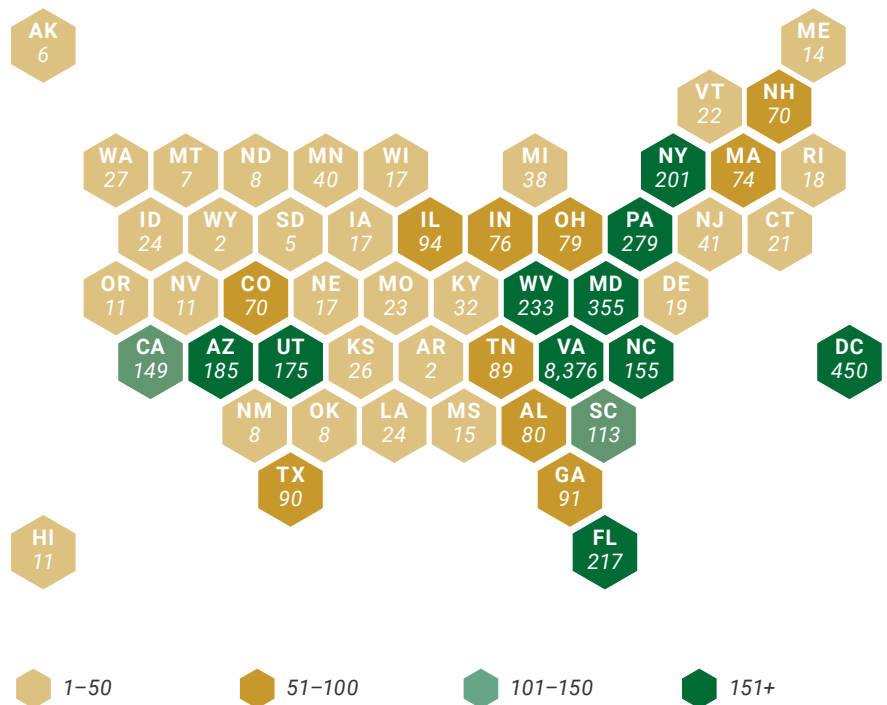 AK
6
ME
14
VT
22
NH
70
WA
27
MT
7
ND
8
MN
40
WI
17
MI
38
NY
201
MA
74
RI
18
ID
24
WY
2
SD
5
IA
17
IL
94
IN
76
OH
79
PA
279
NJ
41
CT
21
OR
11
NV
11
CO
70
NE
17
MO
23
KY
32
WV
233
MD
355
DE
19
CA
149
AZ
185
UT
175
KS
26
AR
2
TN
89
VA
8,376
NC
155
DC
450
NM
8
OK
8
LA
24
MS
15
AL
80
SC
113
TX
90
GA
91
HI
11
FL
217
1–50
51–100
101–150
151+